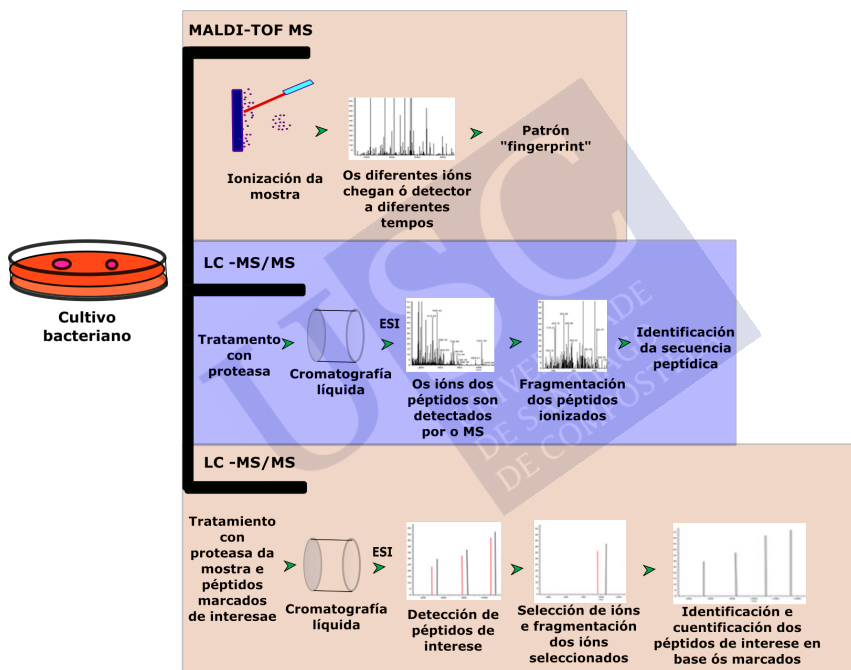 MALDI-TOF MS
Ionización da
mostra
Os diferentes ións
chegan ó detector
a diferentes
tempos
Patrón
"fingerprint"
Cultivo
bacteriano
LC -MS/MS
Tratamento
con
proteasa
Cromatografía
líquida
ESI
Os ións dos
péptidos son
detectados
por o MS
Fragmentación
dos péptidos
ionizados
Identificación
da secuencia
peptídica
LC -MS/MS
Tratamiento
con
proteasa da
mostra e
péptidos
marcados
de interesae
Cromatografía
líquida
ESI
Detección de
péptidos de
interese
Selección de ións
e fragmentación
dos ións
seleccionados
Identificación e
cuentificación dos
péptidos de interese en
base ós marcados
USC